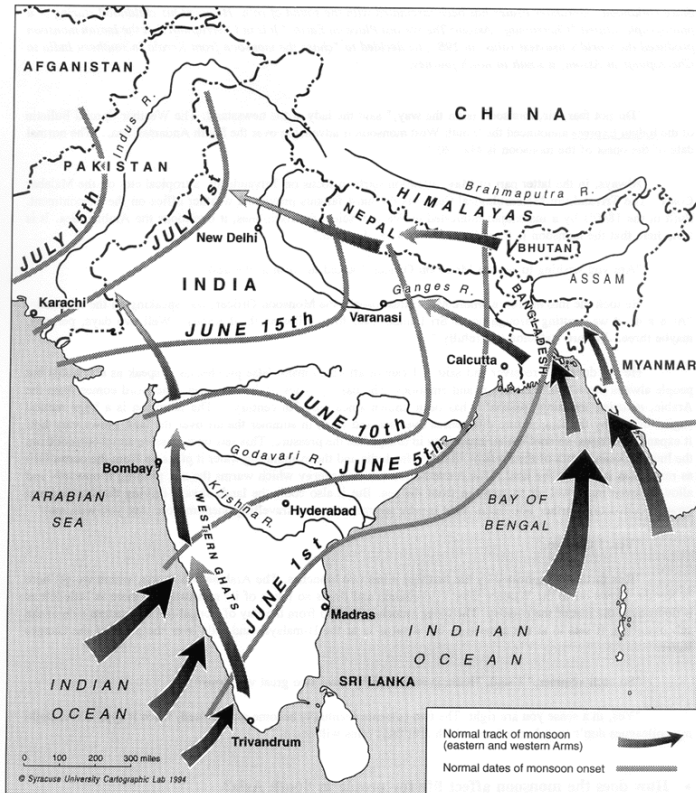 AFGANISTAN
CHINA
Indus R.
PAKISTAN
Brahmaputra R.
HIMALAYAS
NEPAL
JULY 15th
JULY 1st
New Delhi
BHUTAN
INDIA
ASSAM
Ganges R.
Karachi
Varanasi
BANGLADESH
JUNE 15th
Calcutta
MYANMAR
JUNE 70th
Godavari R.
JUNE 5th
Bombay
Krishna R.
ARABIAN
SEA
Hyderabad
BAY OF
BENGAL
WESTERN GHATS
JUNE 1st
Madras
INDIAN
OCEAN
SRI LANKA
INDIAN
OCEAN
Trivandrum
0 100 200 300 miles
© Syracuse University Cartographic Lab 1994
Normal track of monsoon
(eastern and western Arms)
Normal dates of monsoon onset